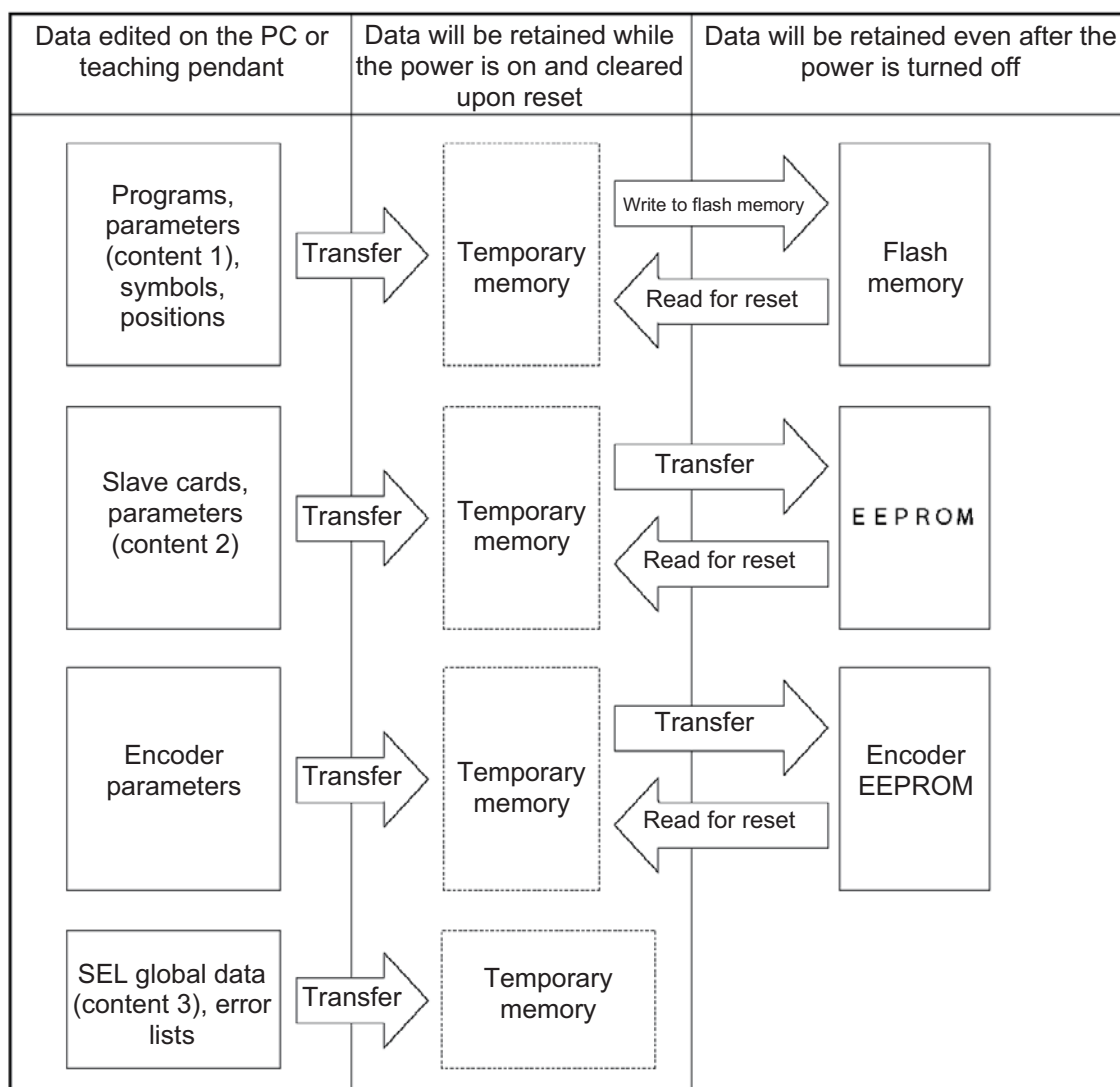 Data edited on the PC or
teaching pendant
Data will be retained while
the power is on and cleared
upon reset
Data will be retained even after the
power is turned off
Programs,
parameters
(content 1),
symbols,
positions
Transfer
Temporary
memory
Write to flash memory
Read for reset
Flash
memory
Slave cards,
parameters
(content 2)
Transfer
Temporary
memory
Transfer
Read for reset
EEPROM
Encoder
parameters
Transfer
Temporary
memory
Transfer
Read for reset
Encoder
EEPROM
SEL global data
(content 3), error
lists
Transfer
Temporary
memory